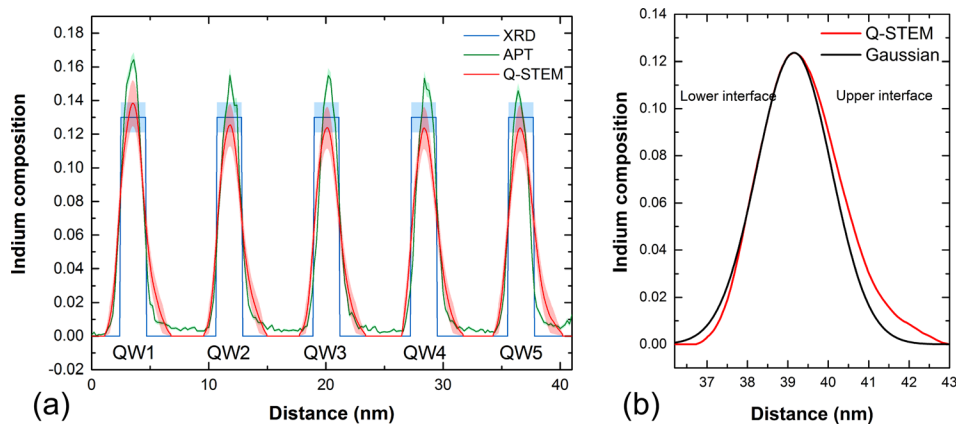 0.18
0.16
0.14
0.12
0.10
0.08
0.06
0.04
0.02
0.00
-0.02
Indium composition
XRD
APT
Q-STEM
QW1 QW2 QW3 QW4 QW5
0 10 20 30 40
Distance (nm)
(a)
0.14
0.12
0.10
0.08
0.06
0.04
0.02
0.00
Indium composition
Q-STEM
Gaussian
Lower interface Upper interface
37 38 39 40 41 42 43
Distance (nm)
(b)